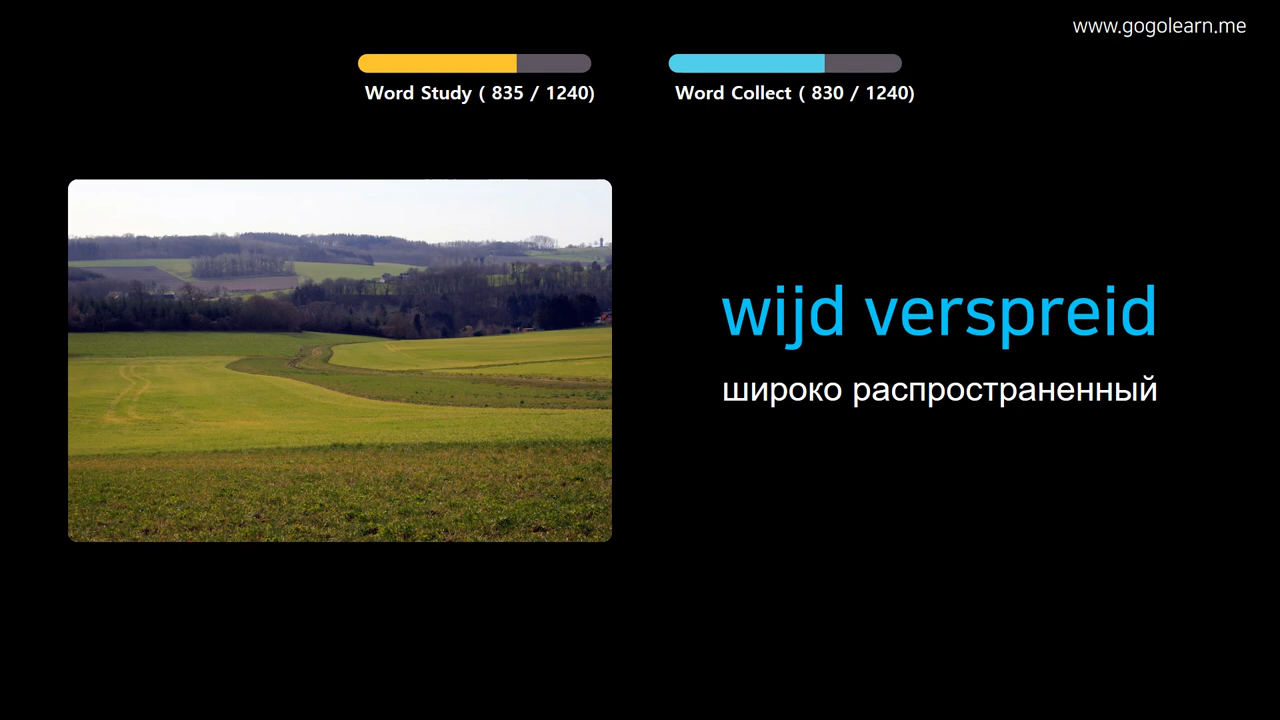 www.gogolearn.me
Word Study ( 835 / 1240)
Word Collect ( 830 / 1240)
wijd verspreid
широко распространенный